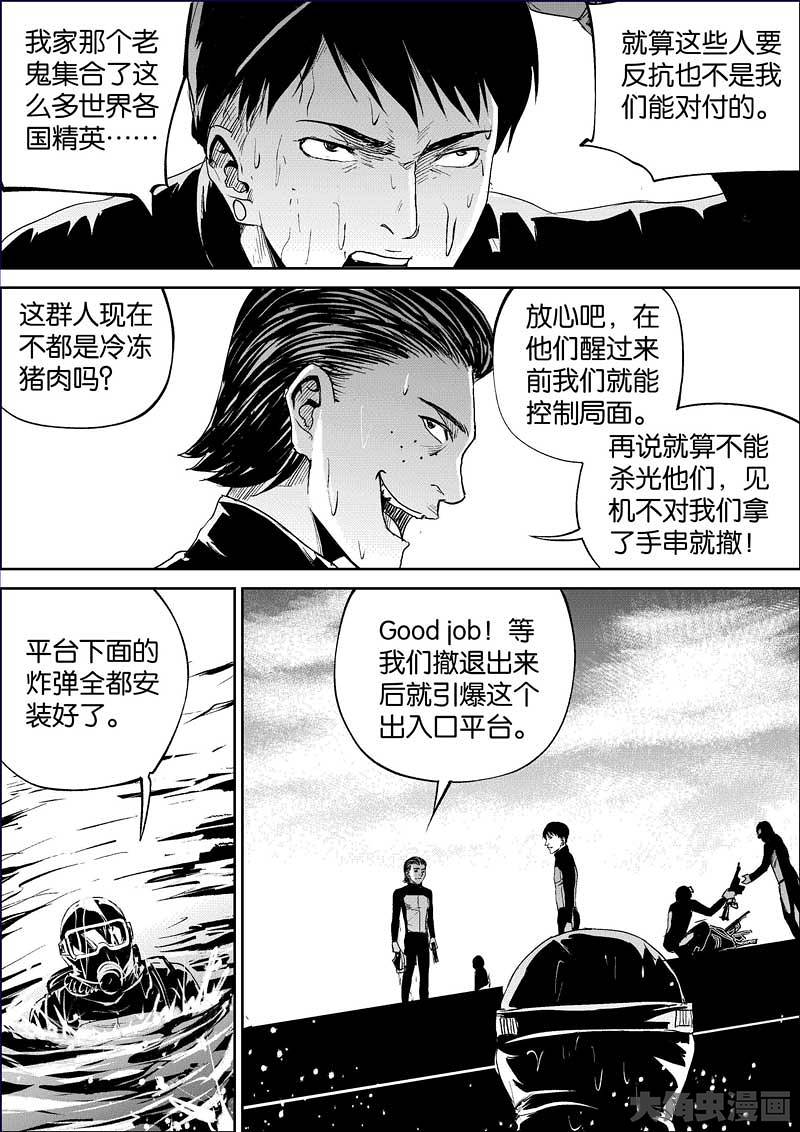 我家那个老
鬼集合了这
么多世界各
国精英……
就算这些人要
反抗也不是我
们能对付的。
这群人现在
不都是冷冻
猪肉吗？
放心吧，在
他们醒过来
前我们就能
控制局面。
再说就算不能
杀光他们，见
机不对我们拿
了手串就撤！
平台下面的
炸弹全都安
装好了。
Good job！等
我们撤退出来
后就引爆这个
出入口平台。
大角虫漫画